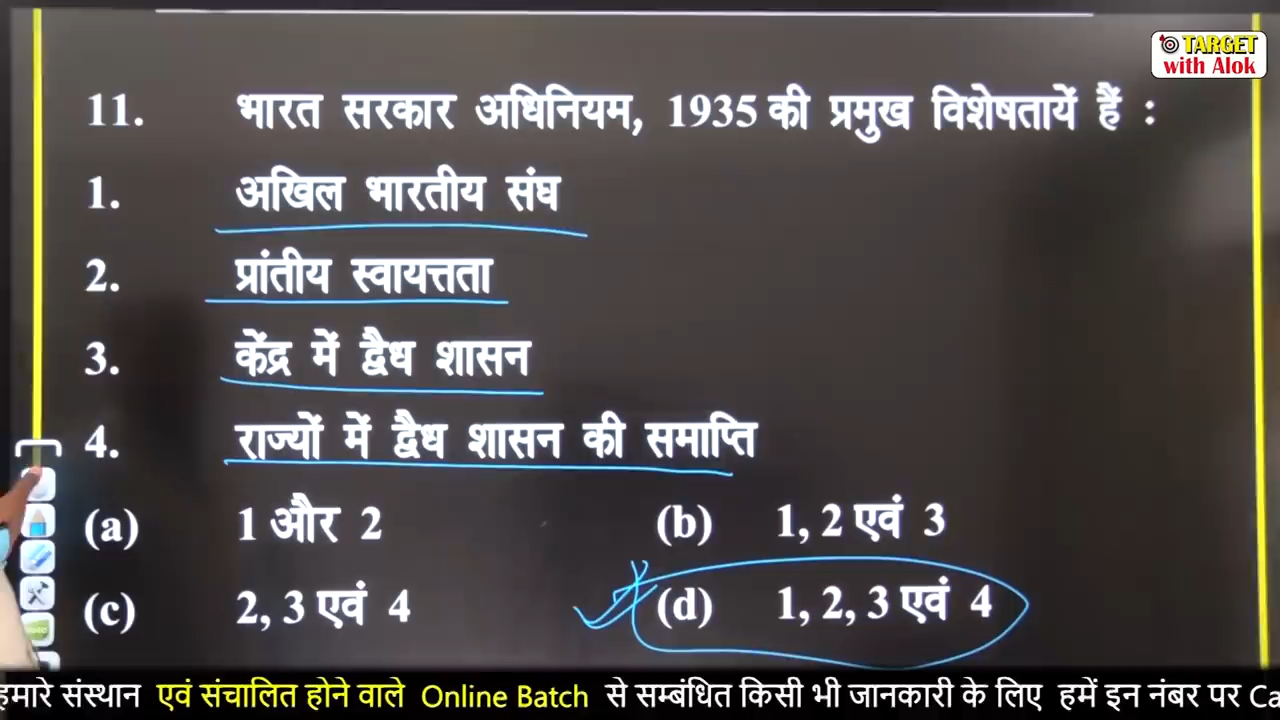 TARGET
with Alok
11. भारत सरकार अधिनियम, 1935 की प्रमुख विशेषतायें हैं :
1. अखिल भारतीय संघ
2. प्रांतीय स्वायत्तता
3. केंद्र में द्वैध शासन
4. राज्यों में द्वैध शासन की समाप्ति
(a) 1 और 2 (b) 1, 2 एवं 3
(c) 2, 3 एवं 4 (d) 1, 2, 3 एवं 4
हमारे संस्थान एवं संचालित होने वाले Online Batch से सम्बंधित किसी भी जानकारी के लिए हमें इन नंबर पर Ca